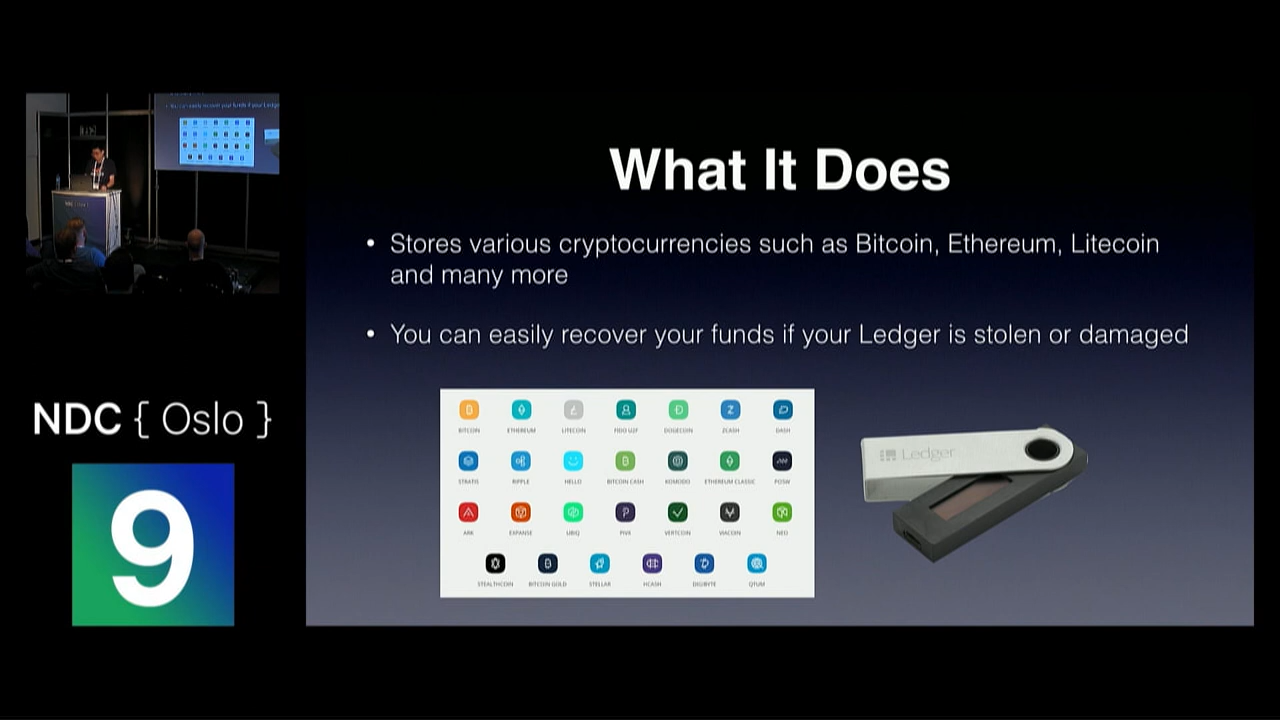 What It Does
• Stores various cryptocurrencies such as Bitcoin, Ethereum, Litecoin
and many more
• You can easily recover your funds if your Ledger is stolen or damaged
BITCOIN ETHEREUM LITECOIN FIDO U2F DOGECOIN ZCASH DASH
STRATIS RIPPLE HELLO BITCOIN CASH KOMODO ETHEREUM CLASSIC POSW
ARK EXPANSE UBIQ PIVX VERTCOIN VIACOIN NEO
STEALTHCOIN BITCOIN GOLD STELLAR HCASH DIGIBYTE QTUM
Ledger
NDC { Oslo }
9